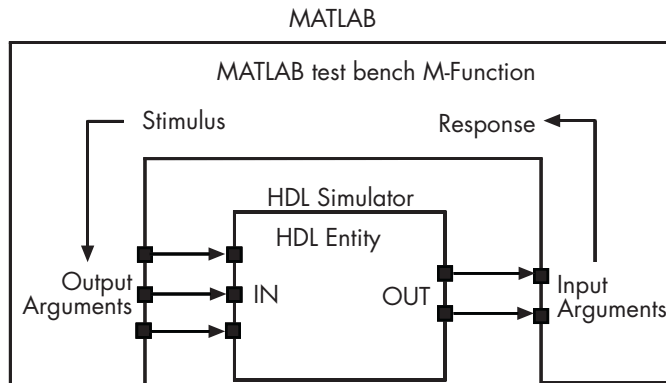 MATLAB
MATLAB test bench M-Function
Stimulus
Response
HDL Simulator
HDL Entity
Output
Arguments
IN
OUT
Input
Arguments